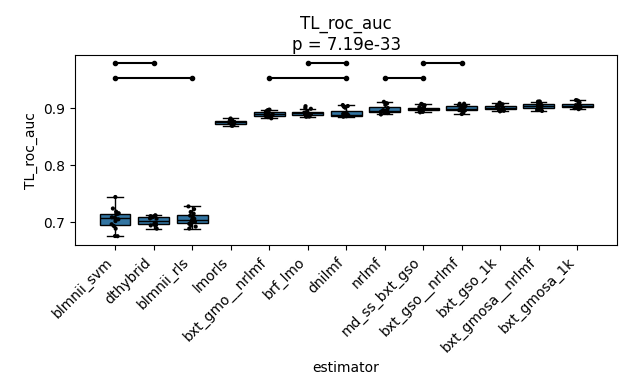 TL_roc_auc
p = 7.19e-33
TL_roc_auc
0.9
0.8
0.7
blmnii_svm
dthybrid
blmnii_rls
lmorls
bxt_gmo__nrlmf
brf_lmo
dnilmf
nrlmf
md_ss_bxt_gso
bxt_gso__nrlmf
bxt_gso_1k
bxt_gmosa__nrlmf
bxt_gmosa_1k
estimator